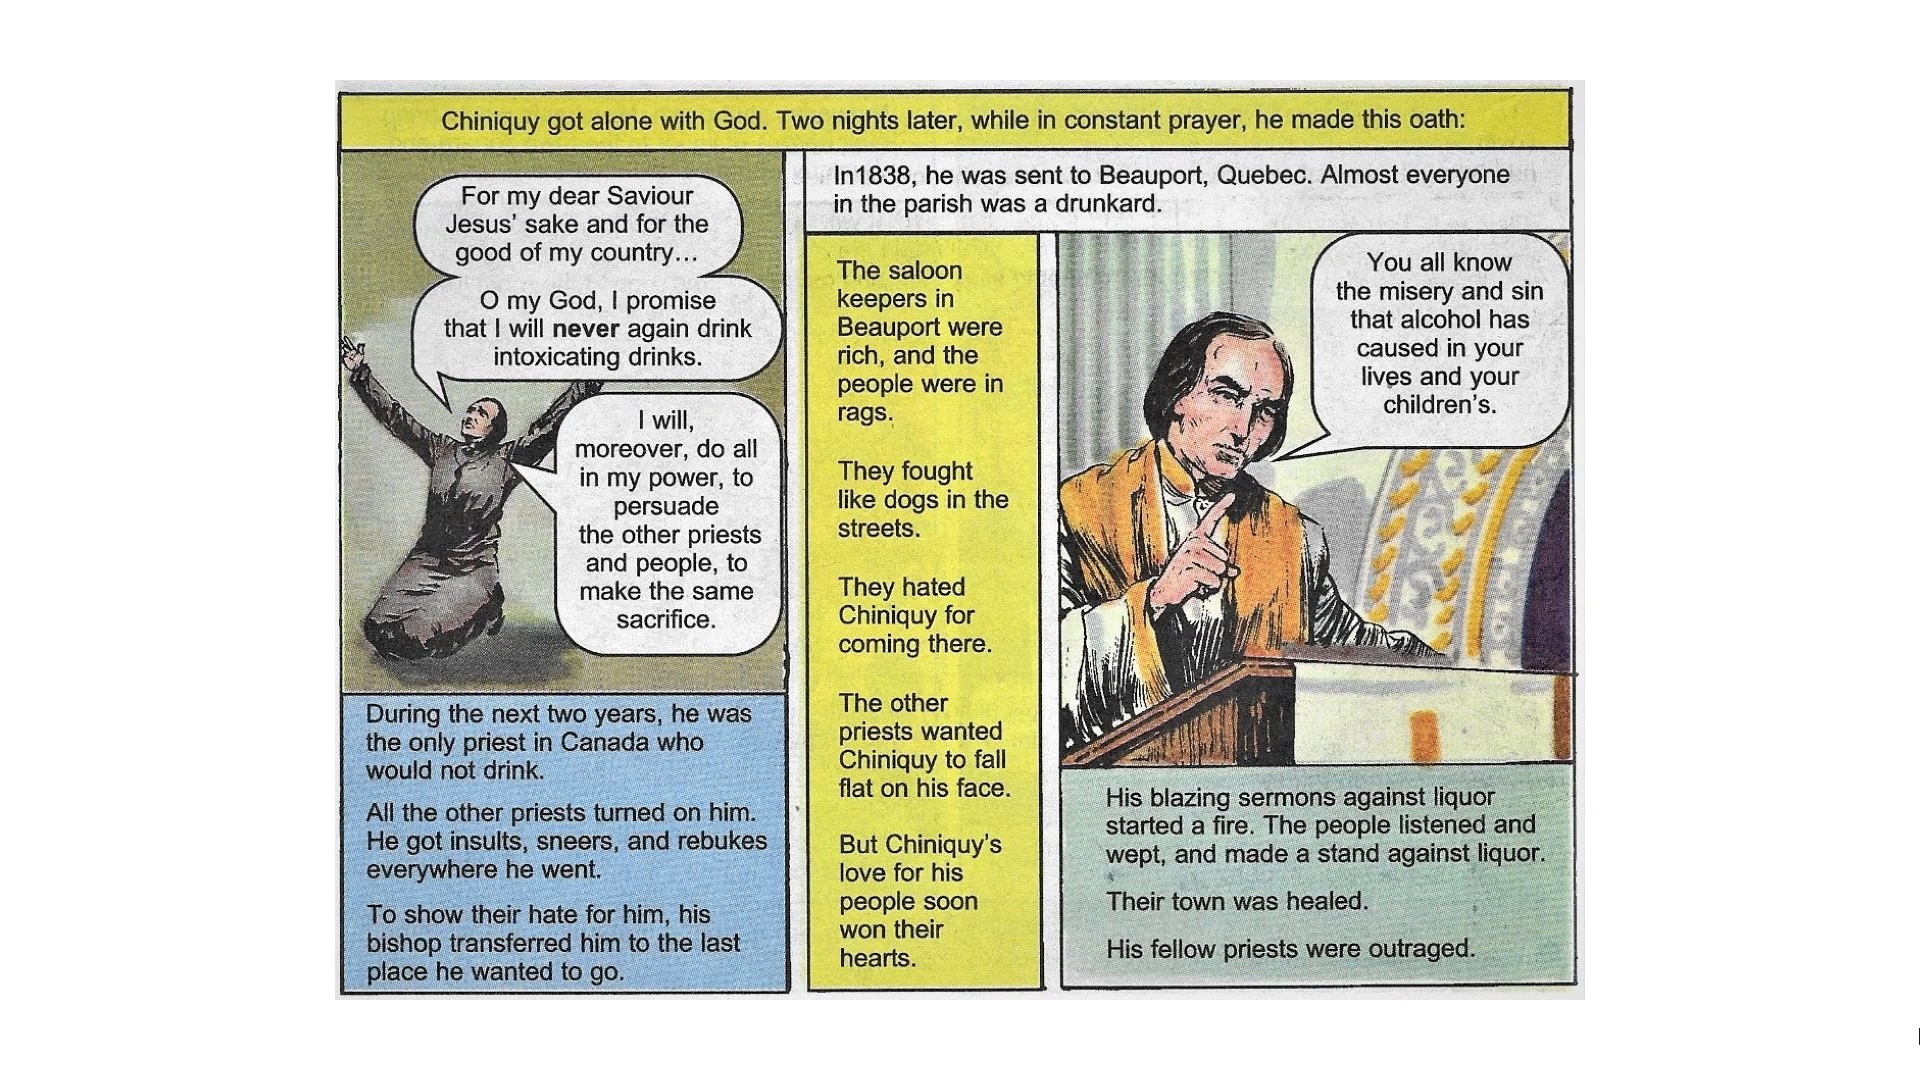 Chiniquy got alone with God. Two nights later, while in constant prayer, he made this oath:
For my dear Saviour
Jesus' sake and for the
good of my country...
O my God, I promise
that I will never again drink
intoxicating drinks.
I will,
moreover, do all
in my power, to
persuade
the other priests
and people, to
make the same
sacrifice.
During the next two years, he was
the only priest in Canada who
would not drink.
All the other priests turned on him.
He got insults, sneers, and rebukes
everywhere he went.
To show their hate for him, his
bishop transferred him to the last
place he wanted to go.
In1838, he was sent to Beauport, Quebec. Almost everyone
in the parish was a drunkard.
The saloon
keepers in
Beauport were
rich, and the
people were in
rags.
They fought
like dogs in the
streets.
They hated
Chiniquy for
coming there.
The other
priests wanted
Chiniquy to fall
flat on his face.
But Chiniquy's
love for his
people soon
won their
hearts.
You all know
the misery and sin
that alcohol has
caused in your
lives and your
children's.
His blazing sermons against liquor
started a fire. The people listened and
wept, and made a stand against liquor.
Their town was healed.
His fellow priests were outraged.